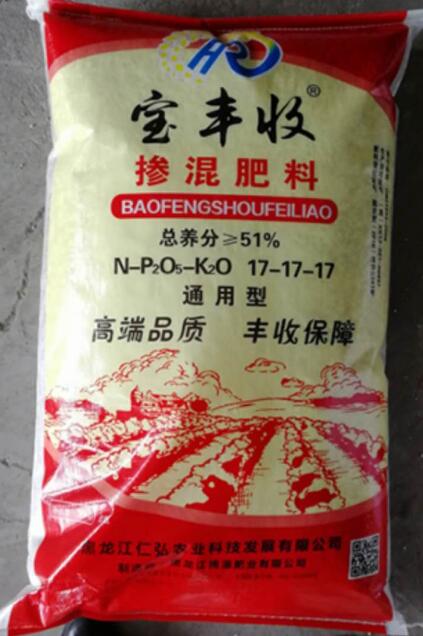 宝丰收®
掺混肥料
BAOFENGSHOUFEILIAO
总养分≥51%
N-P2O5-K2O 17-17-17
通用型
高端品质 丰收保障
黑龙江仁弘农业科技发展有限公司